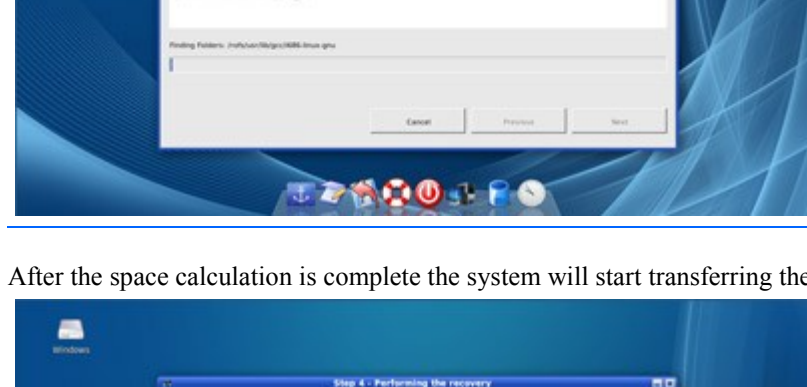 Finding Folders: /rofs/usr/lib/gcc/i686-linux-gnu
Cancel
Previous
Next
After the space calculation is complete the system will start transferring the
Windows
Step 4 - Performing the recovery